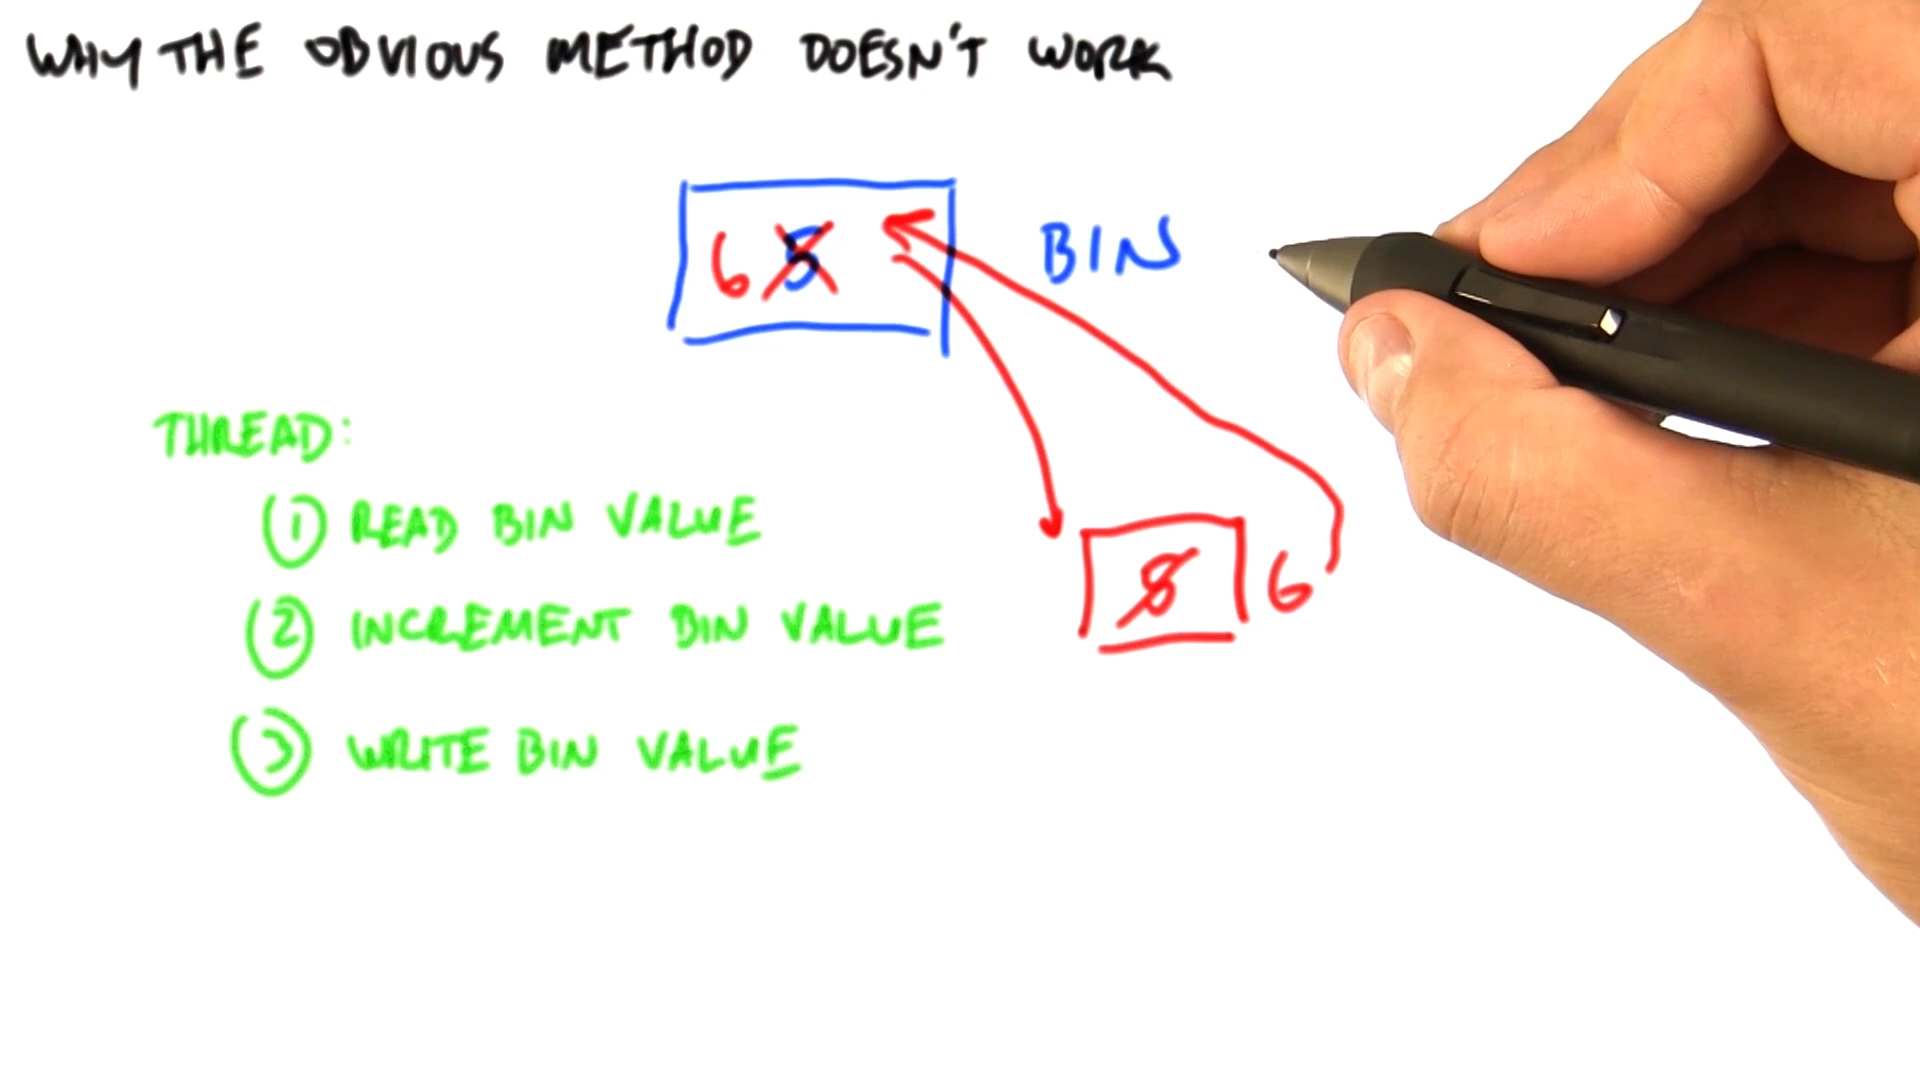 WHY THE OBVIOUS METHOD DOESN'T WORK
6 5 BIN
THREAD:
1 READ BIN VALUE
5 6
2 INCREMENT BIN VALUE
3 WRITE BIN VALUE